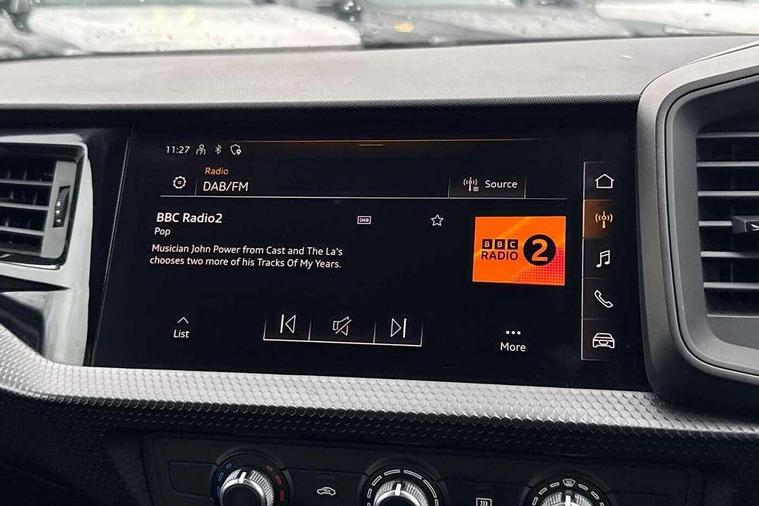 11:27
Radio
DAB/FM
Source
BBC Radio2
DAB
Pop
Musician John Power from Cast and The La's
chooses two more of his Tracks Of My Years.
BBC
RADIO 2
List
More